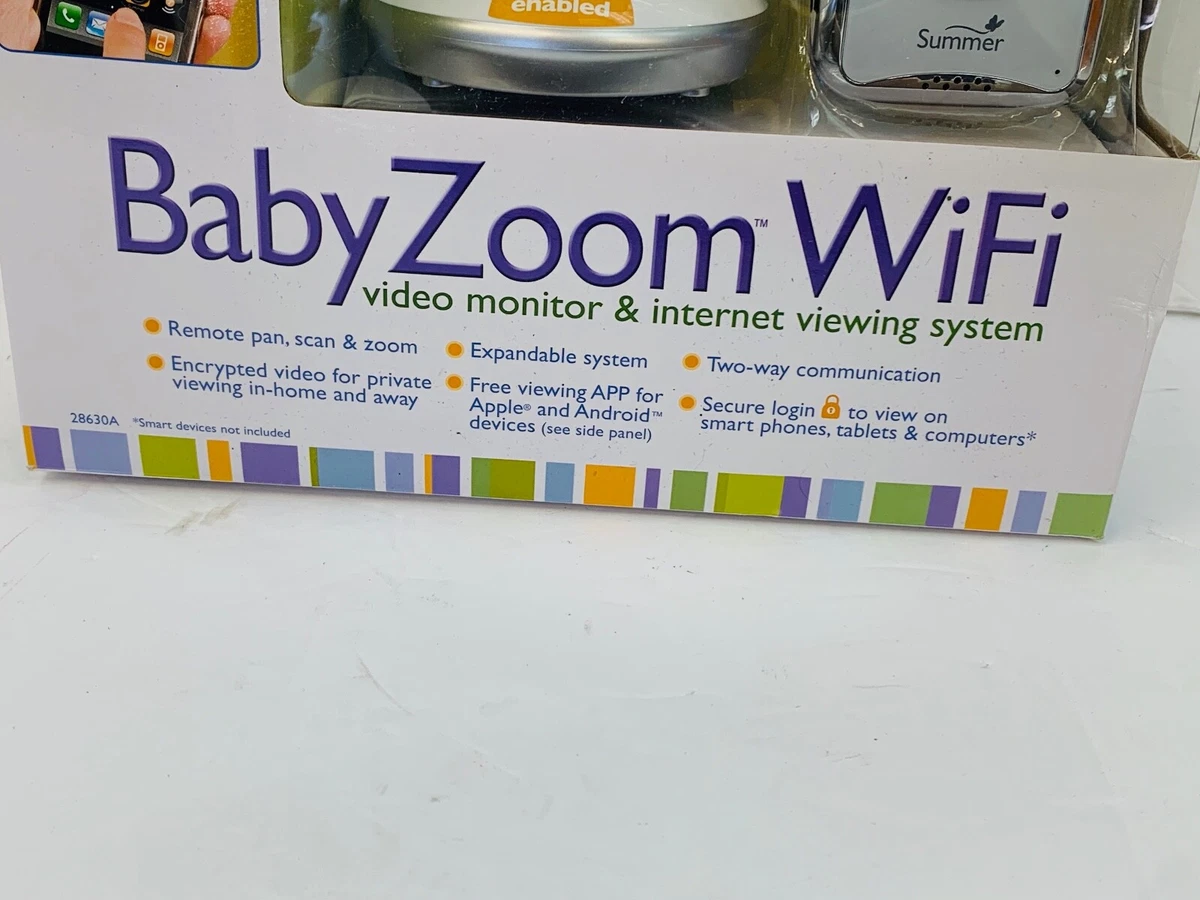 enabled
Summer
BabyZoom™ WiFi
video monitor & internet viewing system
Remote pan, scan & zoom
Encrypted video for private
viewing in-home and away
Expandable system
Free viewing APP for
Apple® and Android™
devices (see side panel)
Two-way communication
Secure login to view on
smart phones, tablets & computers*
28630A *Smart devices not included